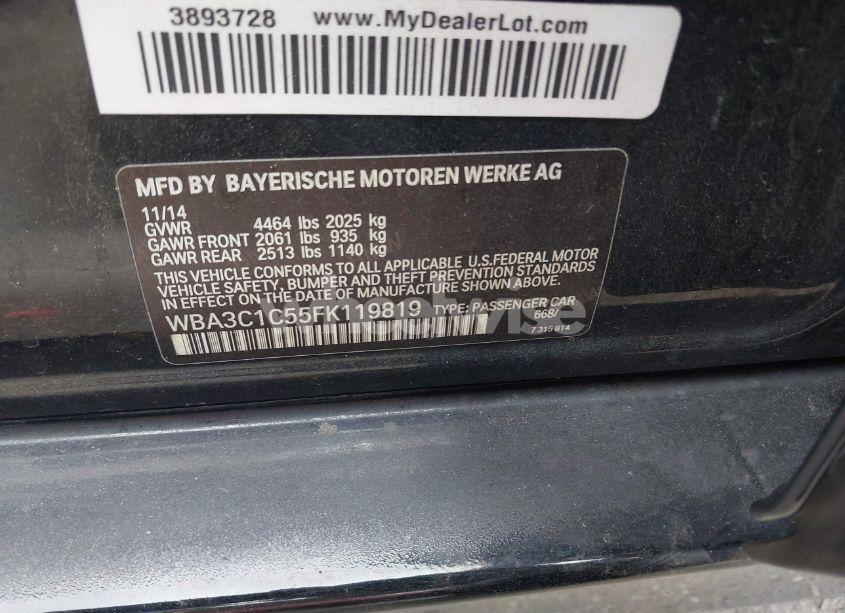 3893728 www.MyDealerLot.com
MFD BY BAYERISCHE MOTOREN WERKE AG
11/14
GVWR 4464 lbs 2025 kg
GAWR FRONT 2061 lbs 935 kg
GAWR REAR 2513 lbs 1140 kg
THIS VEHICLE CONFORMS TO ALL APPLICABLE U.S.FEDERAL MOTOR
VEHICLE SAFETY, BUMPER AND THEFT PREVENTION STANDARDS
IN EFFECT ON THE DATE OF MANUFACTURE SHOWN ABOVE.
WBA3C1C55FK119819 TYPE: PASSENGER CAR
668/
7 315 814